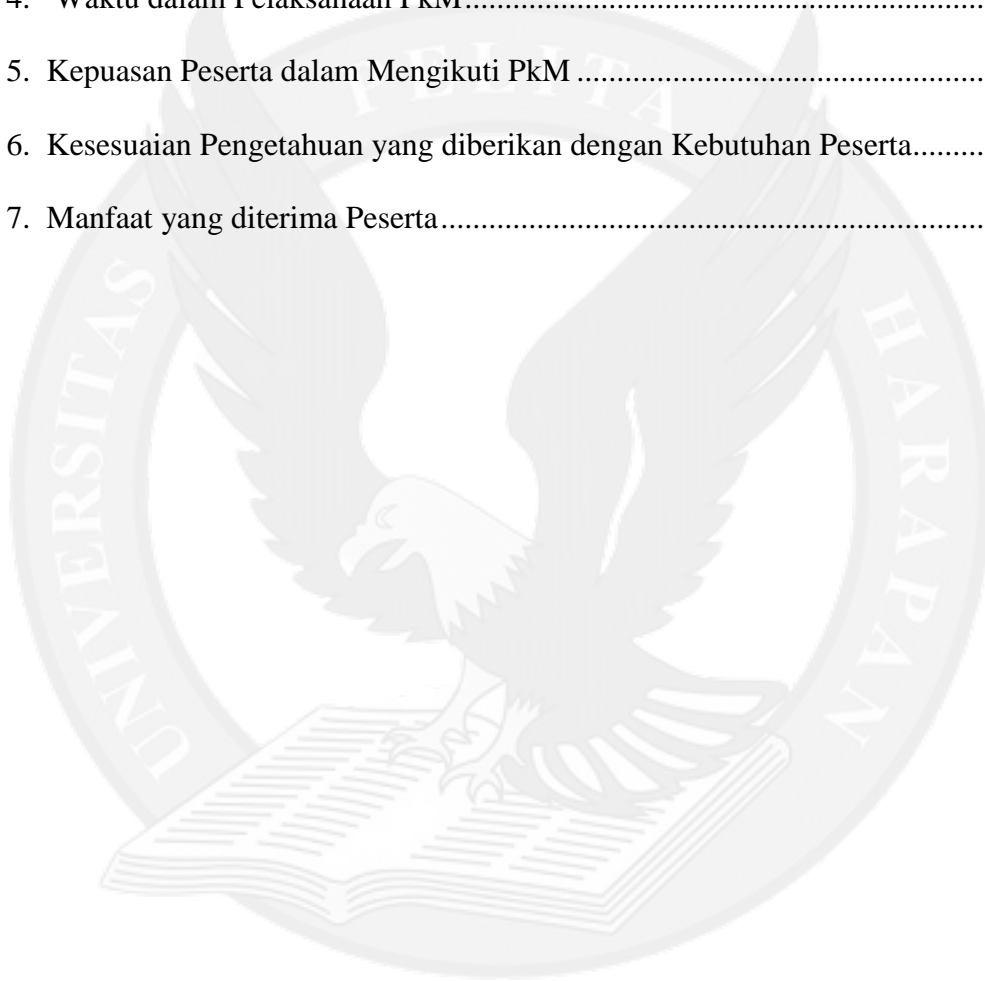 4. Waktu dalam Pelaksanaan PkM........................................................................
5. Kepuasan Peserta dalam Mengikuti PkM..........................................................
6. Kesesuaian Pengetahuan yang diberikan dengan Kebutuhan Peserta.........
7. Manfaat yang diterima Peserta...........................................................................
UNIVERSITAS PELITA HARAPAN